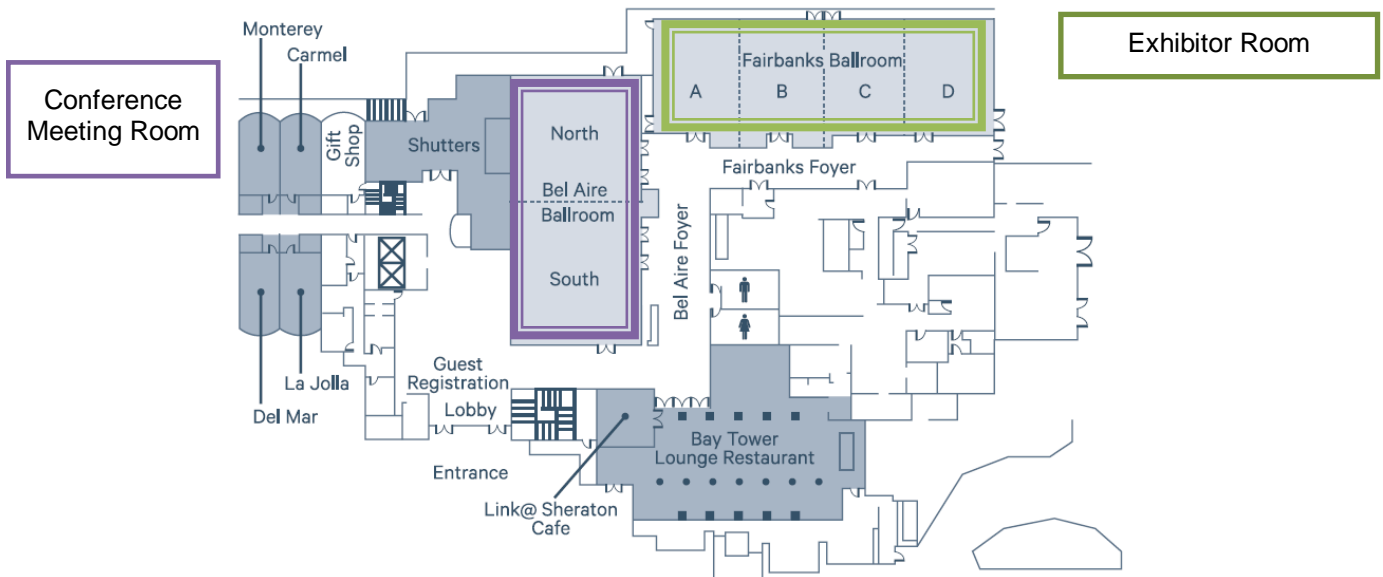 Monterey
Carmel
Conference
Meeting Room
Exhibitor Room
Fairbanks Ballroom
A
B
C
D
Gift
Shop
Shutters
North
Bel Aire
Ballroom
South
Fairbanks Foyer
Bel Aire Foyer
La Jolla
Del Mar
Guest
Registration
Lobby
Entrance
Bay Tower
Lounge Restaurant
Link@ Sheraton
Cafe